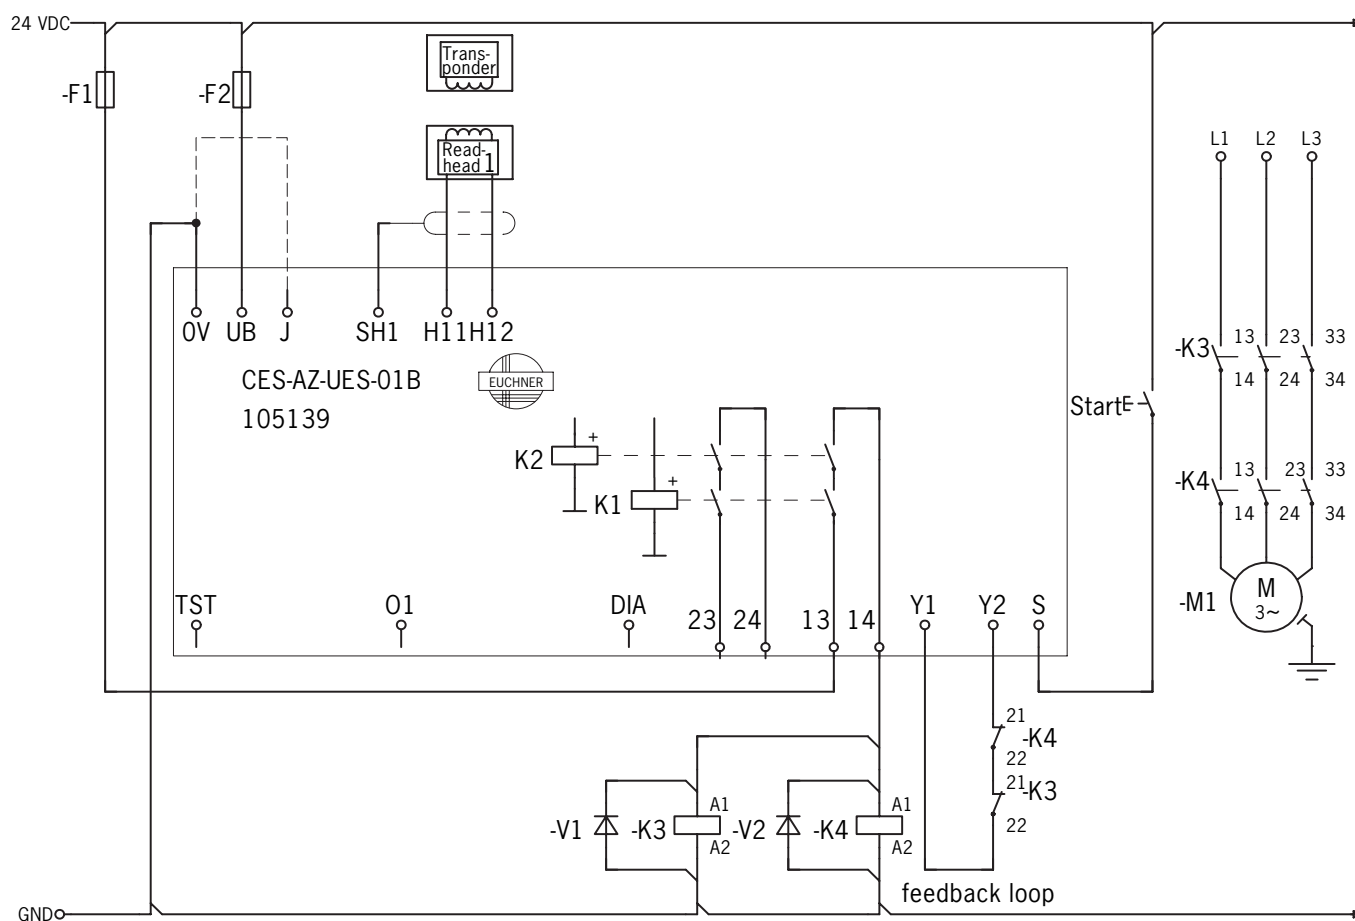 24 VDC
-F1
-F2
Trans-
ponder
Read-
head 1
L1 L2 L3
0V UB J SH1 H11 H12
CES-AZ-UES-01B
105139
EUCHNER
K2 +
K1 +
Start
-K3 13 23 33
14 24 34
-K4 13 23 33
14 24 34
-M1 M
3~
TST O1 DIA 23 24 13 14 Y1 Y2 S
21
-K4
22
21
-K3
22
-V1 -K3 A1
A2
-V2 -K4 A1
A2
feedback loop
GND